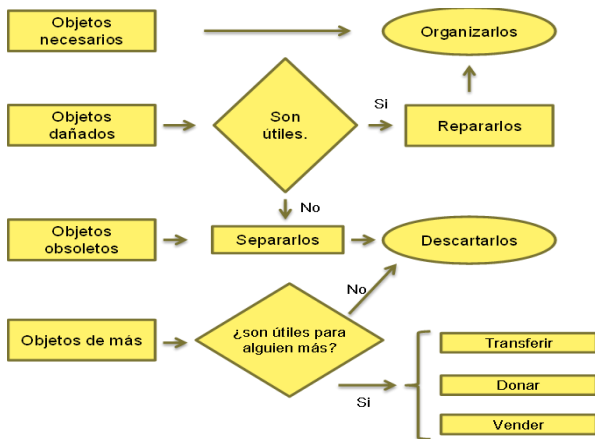 Objetos
necesarios
Organizarlos
Objetos
dañados
Son
útiles.
Si
Repararlos
No
Objetos
obsoletos
Separarlos
Descartarlos
No
Objetos de más
¿son útiles para
alguien más?
Si
Transferir
Donar
Vender